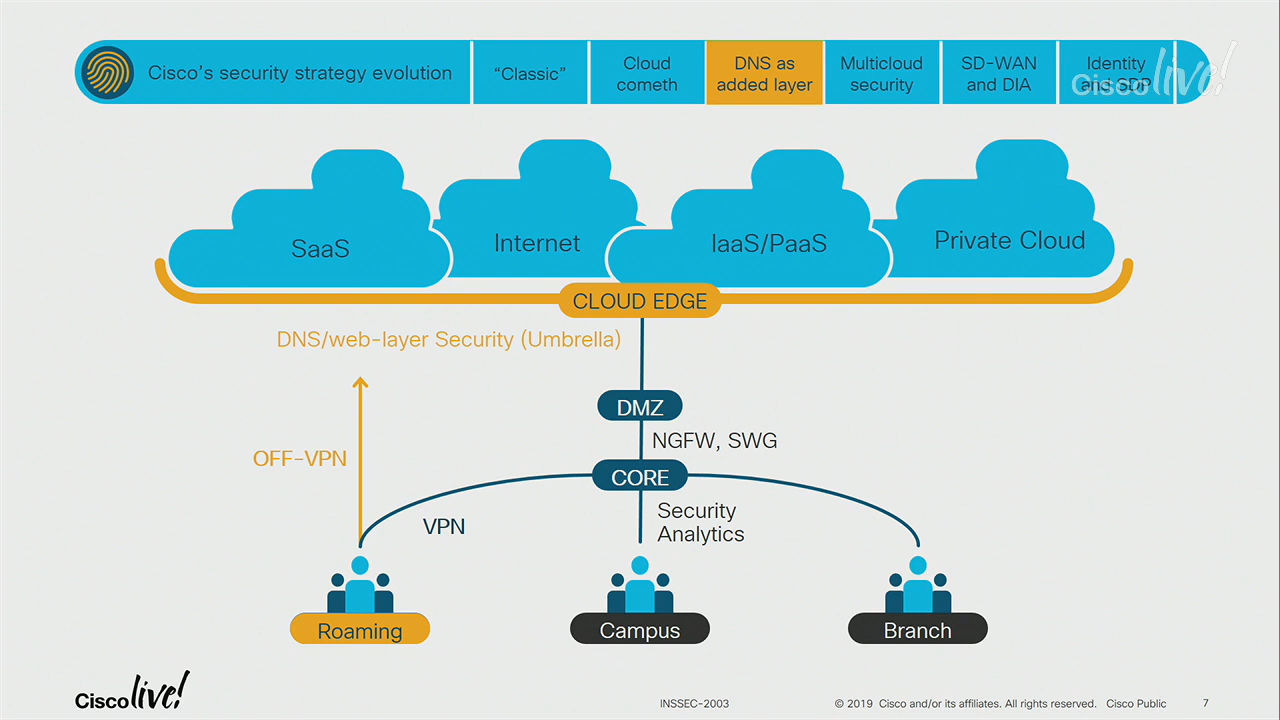 Cisco's security strategy evolution
"Classic"
Cloud
cometh
DNS as
added layer
Multicloud
security
SD-WAN
and DIA
Identity
and SDP
Cisco live!
SaaS
Internet
IaaS/PaaS
Private Cloud
CLOUD EDGE
DNS/web-layer Security (Umbrella)
DMZ
NGFW, SWG
OFF-VPN
CORE
VPN
Security
Analytics
Roaming
Campus
Branch
Cisco live!
INSSEC-2003
© 2019 Cisco and/or its affiliates. All rights reserved. Cisco Public
7